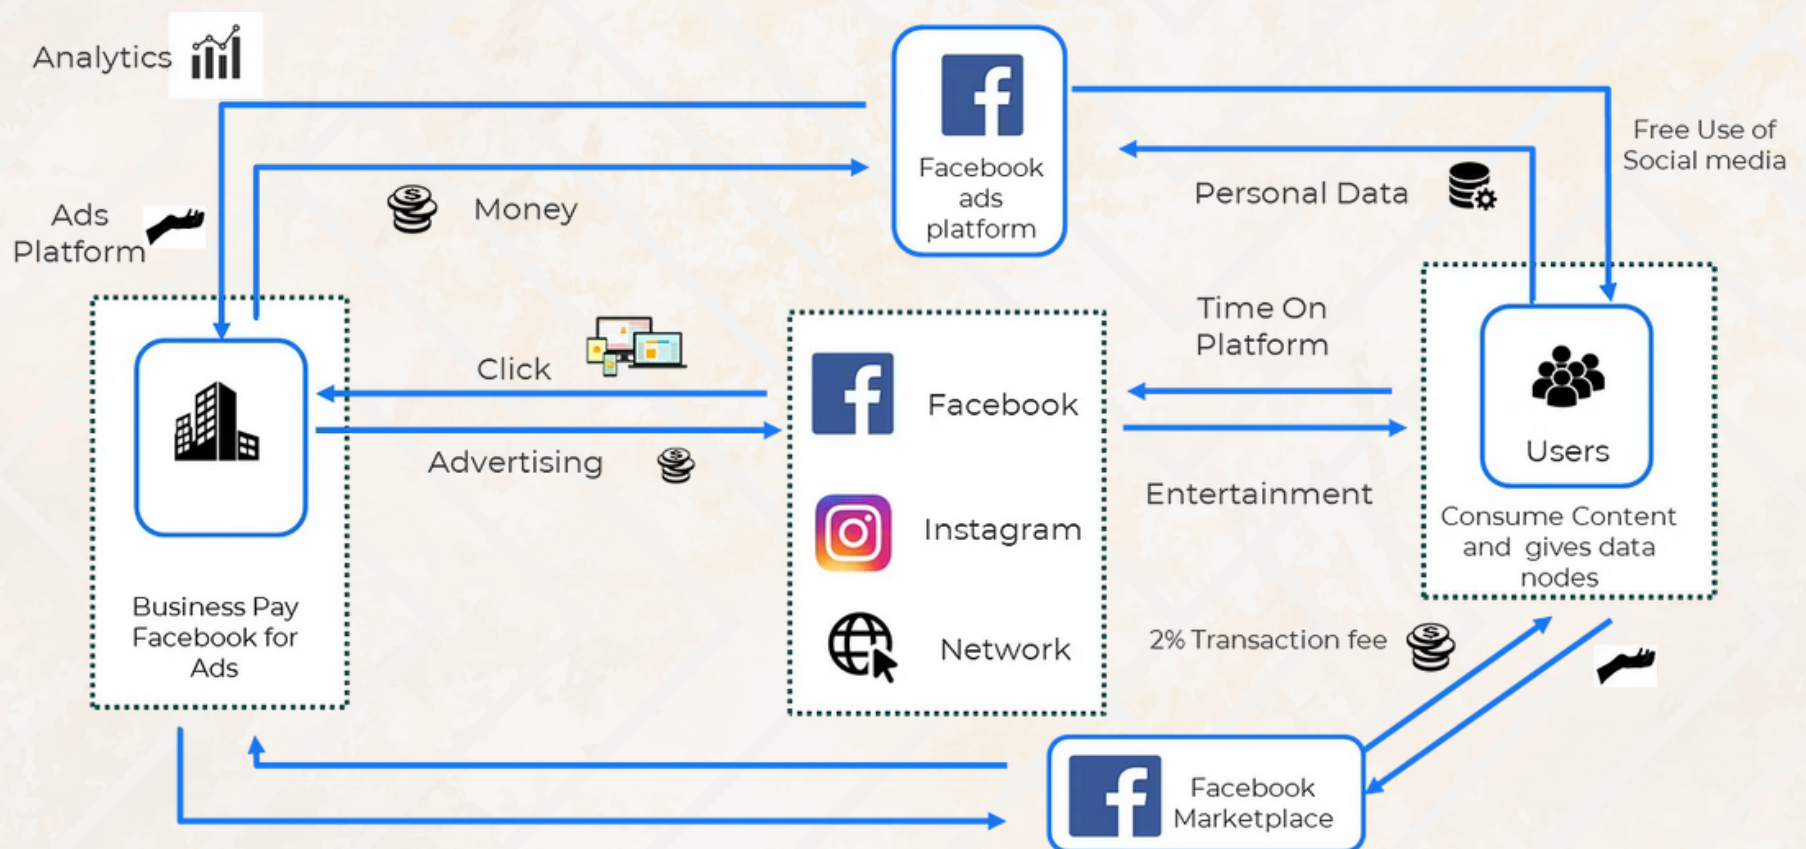 Analytics
Facebook
ads
platform
Free Use of
Social media
Personal Data
Money
Ads
Platform
Time On
Platform
Click
Facebook
Advertising
Users
Entertainment
Instagram
Consume Content
and gives data
nodes
Business Pay
Facebook for
Ads
2% Transaction fee
Network
Facebook
Marketplace